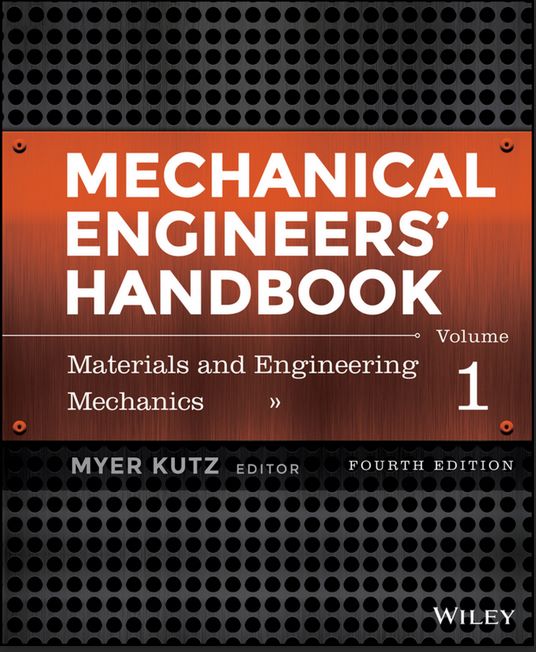 MECHANICAL
ENGINEERS’
HANDBOOK
Volume
1
Materials and Engineering
Mechanics »
MYER KUTZ EDITOR
FOURTH EDITION
WILEY